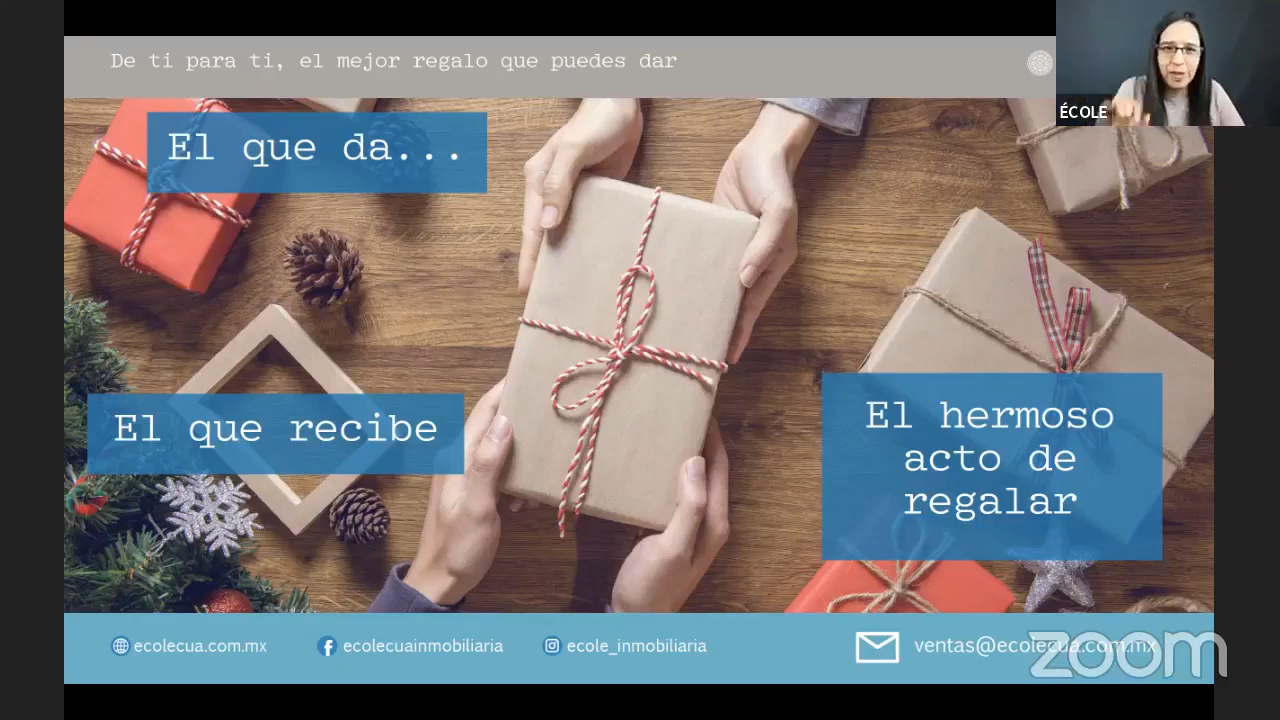 De ti para ti, el mejor regalo que puedes dar
ÉCOLE
El que da...
El que recibe
El hermoso
acto de
regalar
ecolecua.com.mx
ecolecuainmobiliaria
ecole_inmobiliaria
ventas@ecolecua.com.mx
zoom